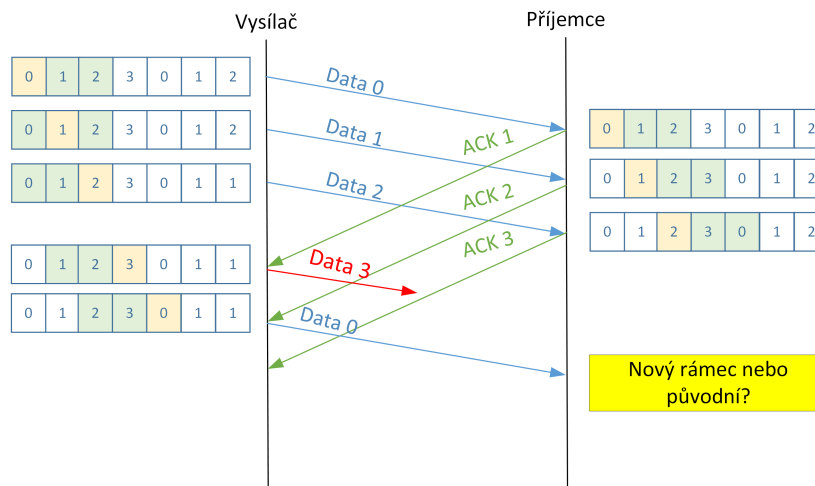 Vysílač
Příjemce
0 1 2 3 0 1 2
Data 0
0 1 2 3 0 1 2
Data 1
ACK 1
0 1 2 3 0 1 2
0 1 2 3 0 1 1
Data 2
ACK 2
0 1 2 3 0 1 2
0 1 2 3 0 1 2
ACK 3
0 1 2 3 0 1 1
Data 3
0 1 2 3 0 1 1
Data 0
Nový rámec nebo
původní?